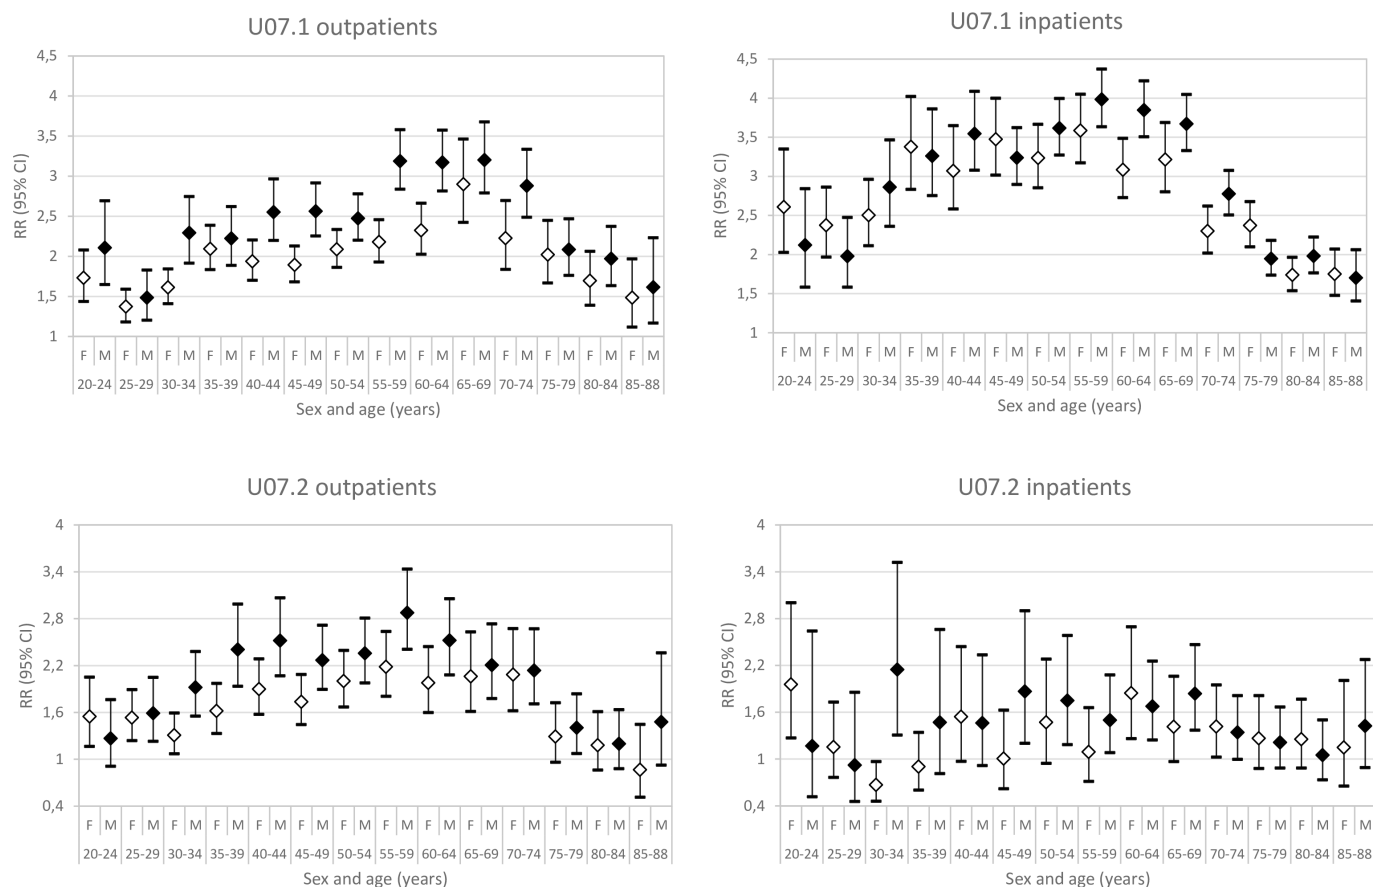 U07.1 outpatients
4,5
4
3,5
3
2,5
2
1,5
1
RR (95% CI)
F M F M F M F M F M F M F M F M F M F M F M F M F M F M
20-24 25-29 30-34 35-39 40-44 45-49 50-54 55-59 60-64 65-69 70-74 75-79 80-84 85-88
Sex and age (years)
U07.1 inpatients
4,5
4
3,5
3
2,5
2
1,5
1
RR (95% CI)
F M F M F M F M F M F M F M F M F M F M F M F M F M F M
20-24 25-29 30-34 35-39 40-44 45-49 50-54 55-59 60-64 65-69 70-74 75-79 80-84 85-88
Sex and age (years)
U07.2 outpatients
4
3,4
2,8
2,2
1,6
1
0,4
RR (95% CI)
F M F M F M F M F M F M F M F M F M F M F M F M F M F M
20-24 25-29 30-34 35-39 40-44 45-49 50-54 55-59 60-64 65-69 70-74 75-79 80-84 85-88
Sex and age (years)
U07.2 inpatients
4
3,4
2,8
2,2
1,6
1
0,4
RR (95% CI)
F M F M F M F M F M F M F M F M F M F M F M F M F M F M
20-24 25-29 30-34 35-39 40-44 45-49 50-54 55-59 60-64 65-69 70-74 75-79 80-84 85-88
Sex and age (years)